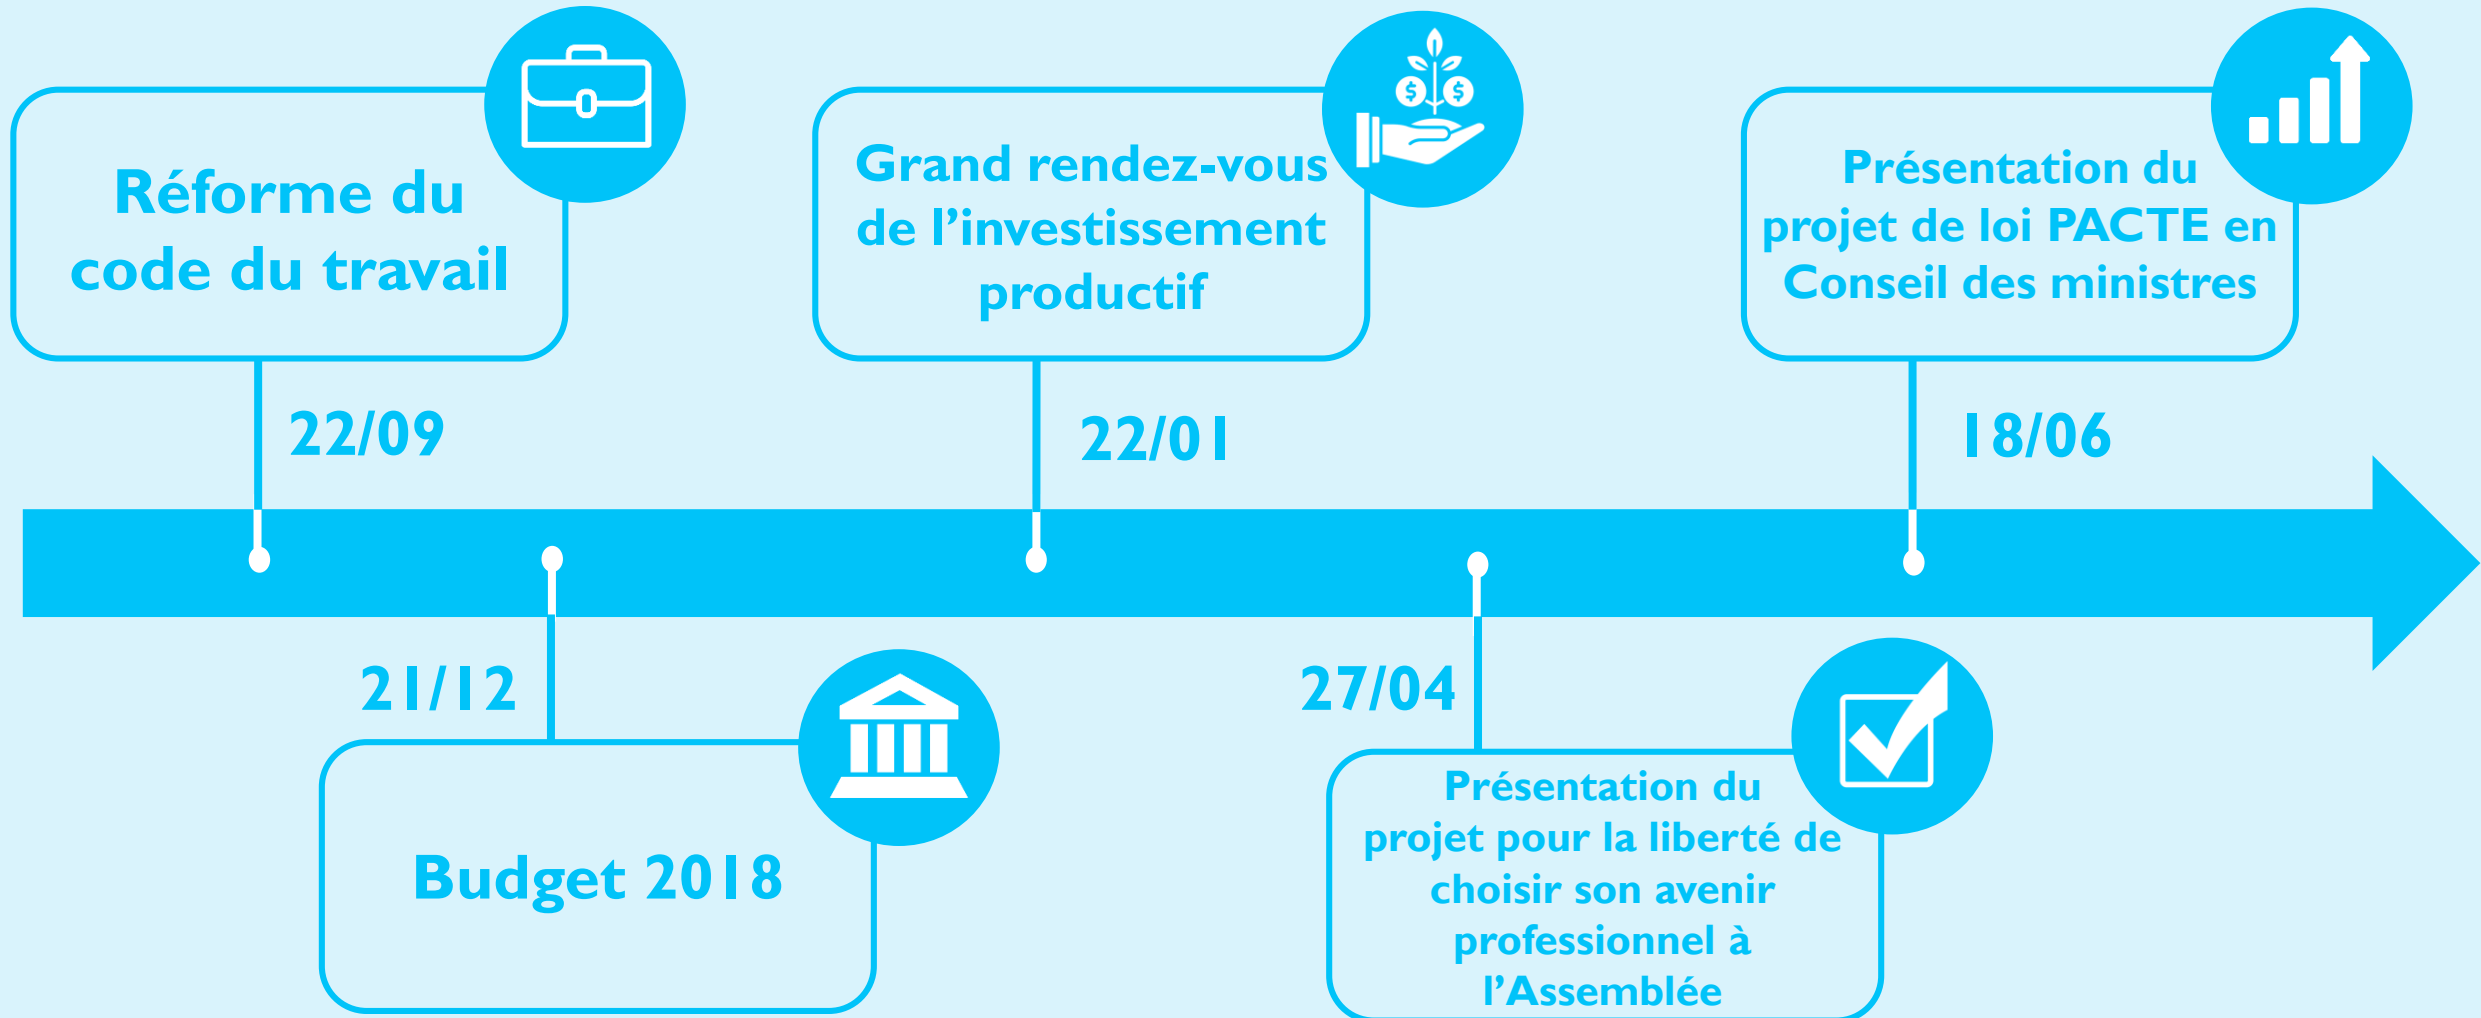 Réforme du
code du travail
22/09
21/12
Budget 2018
Grand rendez-vous
de l’investissement
productif
22/01
27/04
Présentation du
projet pour la liberté de
choisir son avenir
professionnel à
l’Assemblée
Présentation du
projet de loi PACTE en
Conseil des ministres
18/06